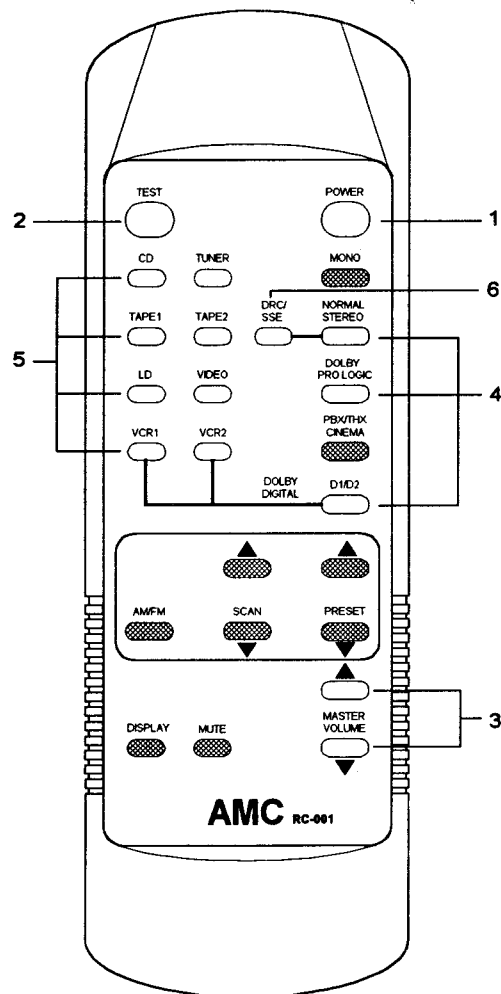 TEST
POWER
2
1
CD
TUNER
MONO
6
DRC/
SSE
NORMAL
STEREO
TAPE1
TAPE2
5
LD
VIDEO
DOLBY
PRO LOGIC
4
PBX/THX
CINEMA
VCR1
VCR2
DOLBY
DIGITAL
D1/D2
AM/FM
SCAN
PRESET
3
DISPLAY
MUTE
MASTER
VOLUME
AMC RC-001